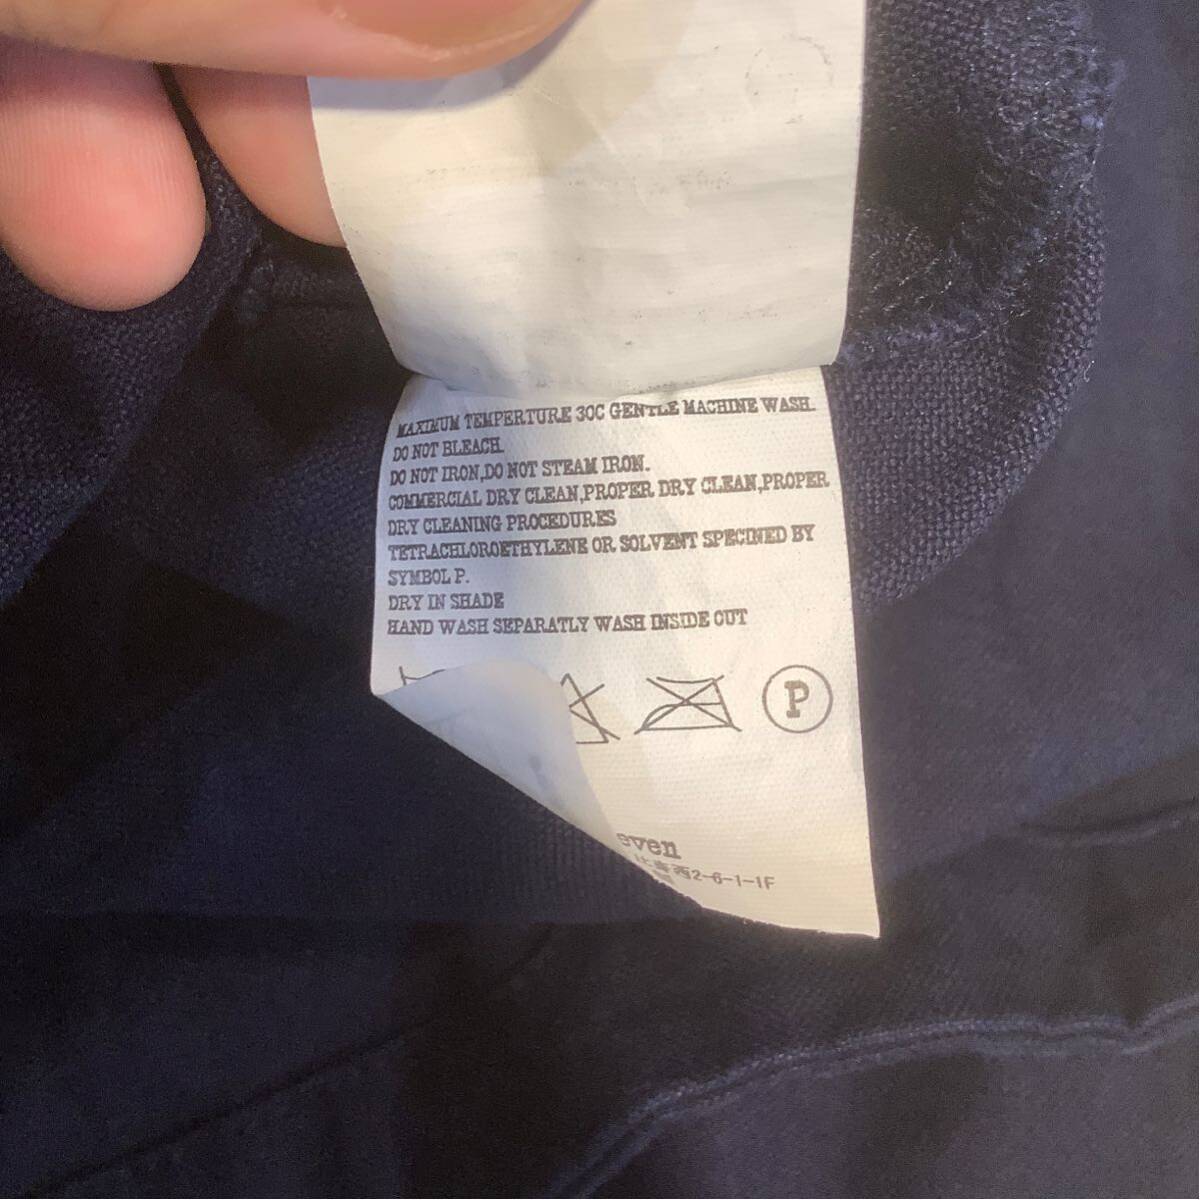 MAXIMUM TEMPERTURE 30C GENTLE MACHINE WASH.
DO NOT BLEACH.
DO NOT IRON,DO NOT STEAM IRON.
COMMERCIAL DRY CLEAN,PROPER DRY CLEAN,PROPER
DRY CLEANING PROCEDURES
TETRACHLOROETHYLENE OR SOLVENT SPECINED BY
SYMBOL P.
DRY IN SHADE
HAND WASH SEPARATLY WASH INSIDE OUT
P
even
西2-6-1-1F